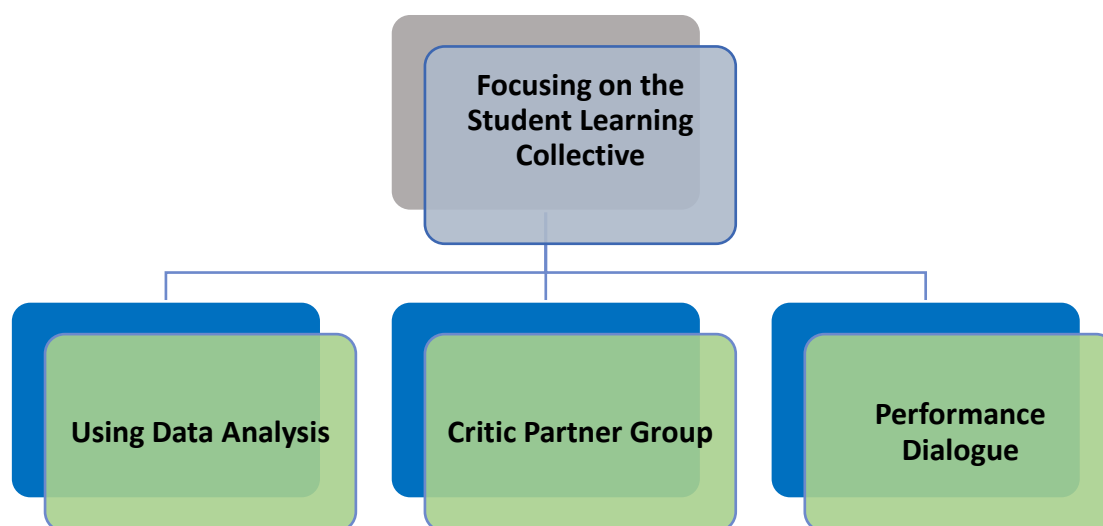 Focusing on the
Student Learning
Collective
Using Data Analysis
Critic Partner Group
Performance
Dialogue